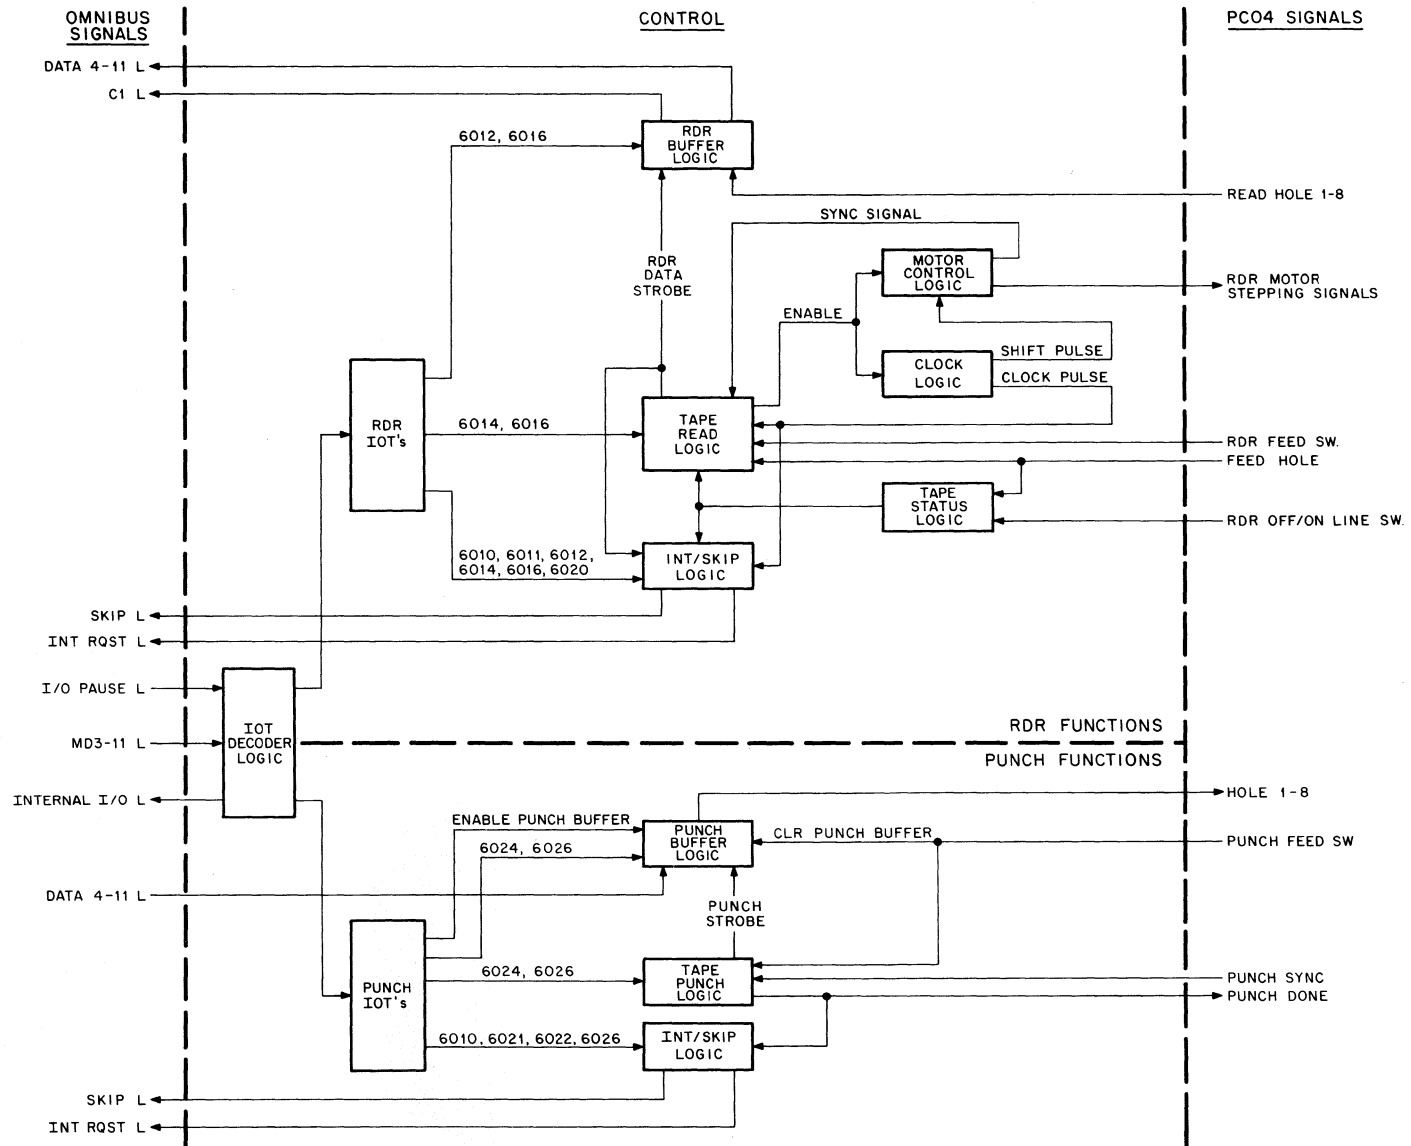 OMNIBUS
SIGNALS
CONTROL
PC04 SIGNALS
DATA 4-11 L
C1 L
6012, 6016
RDR
BUFFER
LOGIC
READ HOLE 1-8
SYNC SIGNAL
RDR
DATA
STROBE
MOTOR
CONTROL
LOGIC
RDR MOTOR
STEPPING SIGNALS
ENABLE
SHIFT PULSE
CLOCK
LOGIC
CLOCK PULSE
RDR
IOT's
6014, 6016
TAPE
READ
LOGIC
RDR FEED SW.
FEED HOLE
TAPE
STATUS
LOGIC
RDR OFF/ON LINE SW.
6010, 6011, 6012,
6014, 6016, 6020
INT/SKIP
LOGIC
SKIP L
INT RQST L
I/O PAUSE L
MD3-11 L
INTERNAL I/O L
IOT
DECODER
LOGIC
RDR FUNCTIONS
PUNCH FUNCTIONS
HOLE 1-8
ENABLE PUNCH BUFFER
6024, 6026
PUNCH
BUFFER
LOGIC
CLR PUNCH BUFFER
PUNCH FEED SW
DATA 4-11 L
PUNCH
STROBE
PUNCH
IOT's
6024, 6026
TAPE
PUNCH
LOGIC
PUNCH SYNC
PUNCH DONE
6010, 6021, 6022, 6026
INT/SKIP
LOGIC
SKIP L
INT RQST L